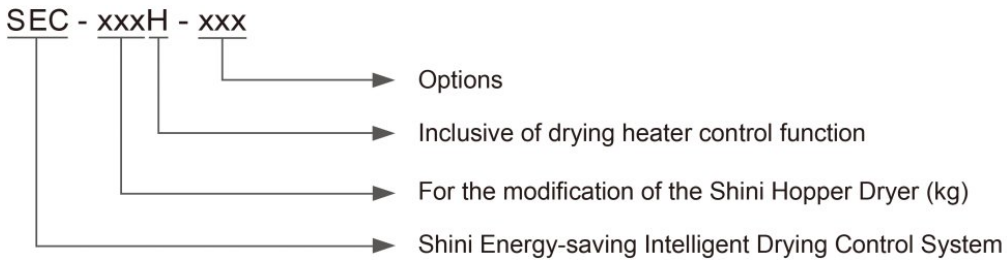 SEC - xxxH - xxx
Options
Inclusive of drying heater control function
For the modification of the Shini Hopper Dryer (kg)
Shini Energy-saving Intelligent Drying Control System